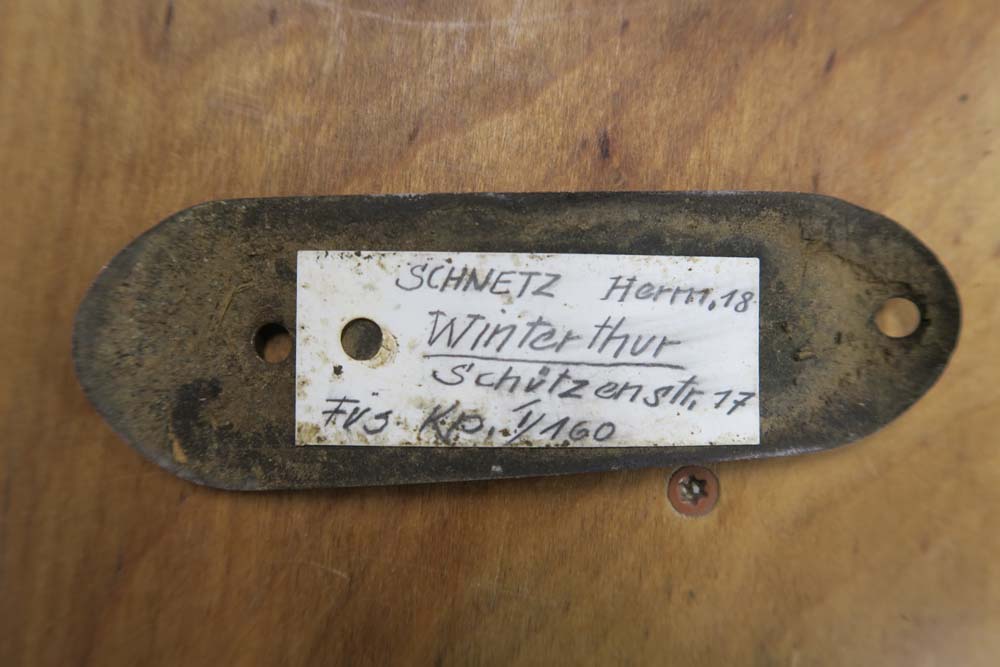 SCHNETZ Herm. 18
Winterthur
Schützenstr. 17
Füs Kp. I/160